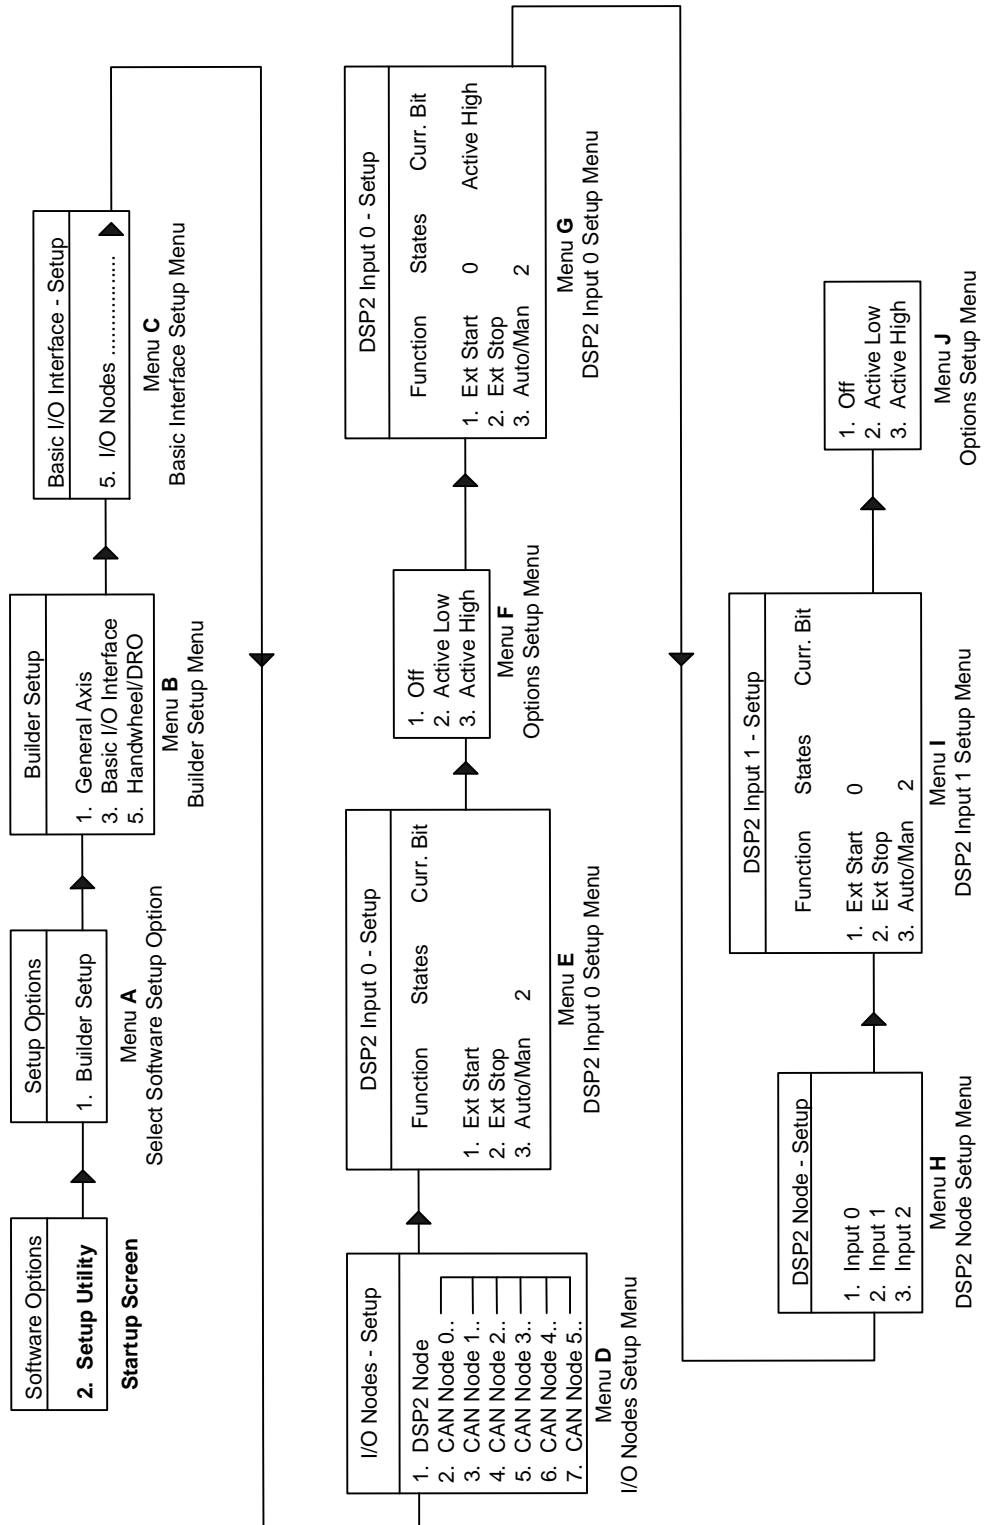 Software Options
2. Setup Utility
Startup Screen
Setup Options
1. Builder Setup
Menu A
Select Software Setup Option
Builder Setup
1. General Axis
3. Basic I/O Interface
5. Handwheel/DRO
Menu B
Builder Setup Menu
Basic I/O Interface - Setup
5. I/O Nodes ...................
Menu C
Basic Interface Setup Menu
I/O Nodes - Setup
1. DSP2 Node
2. CAN Node 0..
3. CAN Node 1..
4. CAN Node 2..
5. CAN Node 3..
6. CAN Node 4..
7. CAN Node 5..
Menu D
I/O Nodes Setup Menu
DSP2 Input 0 - Setup
Function States Curr. Bit
1. Ext Start
2. Ext Stop
3. Auto/Man 2
Menu E
DSP2 Input 0 Setup Menu
1. Off
2. Active Low
3. Active High
Menu F
Options Setup Menu
DSP2 Input 0 - Setup
Function States Curr. Bit
1. Ext Start 0 Active High
2. Ext Stop
3. Auto/Man 2
Menu G
DSP2 Input 0 Setup Menu
DSP2 Node - Setup
1. Input 0
2. Input 1
3. Input 2
Menu H
DSP2 Node Setup Menu
DSP2 Input 1 - Setup
Function States Curr. Bit
1. Ext Start 0
2. Ext Stop
3. Auto/Man 2
Menu I
DSP2 Input 1 Setup Menu
1. Off
2. Active Low
3. Active High
Menu J
Options Setup Menu